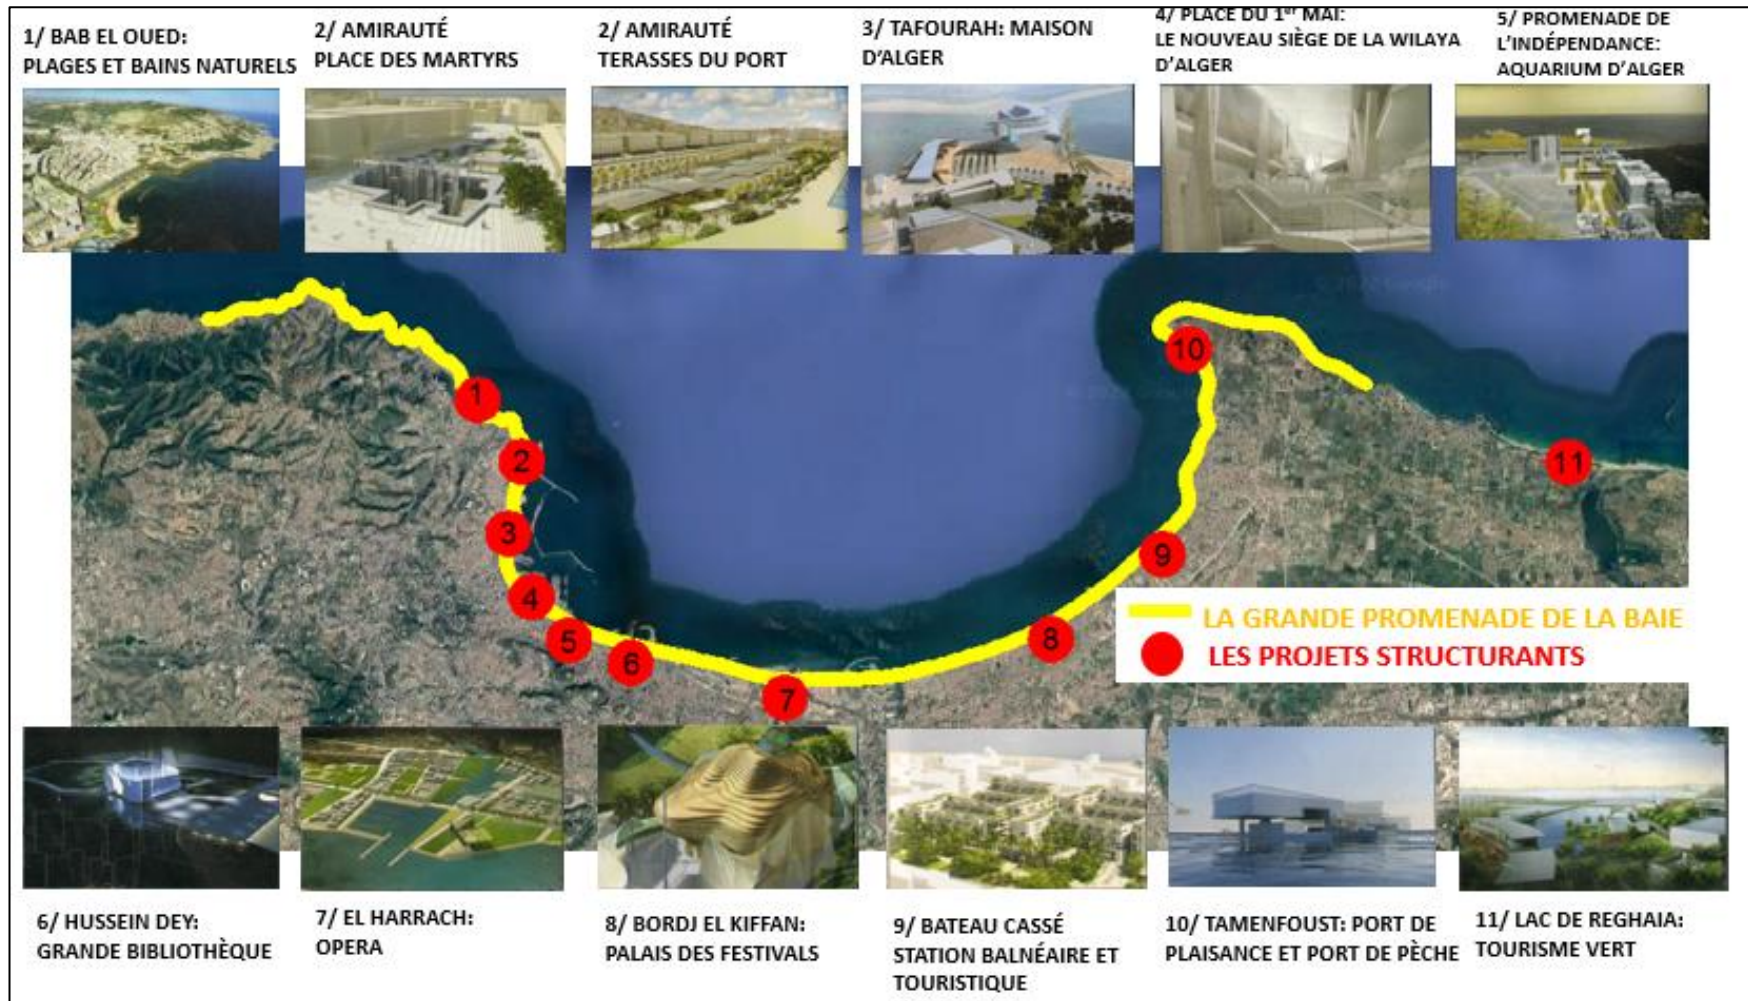 1/ BAB EL OUED:
PLAGES ET BAINS NATURELS
2/ AMIRAUTÉ
PLACE DES MARTYRS
2/ AMIRAUTÉ
TERASSES DU PORT
3/ TAFOURAH: MAISON
D'ALGER
4/ PLACE DU 1er MAI:
LE NOUVEAU SIÈGE DE LA WILAYA
D'ALGER
5/ PROMENADE DE
L'INDÉPENDANCE:
AQUARIUM D'ALGER
1
2
3
4
5
6
7
8
9
10
11
LA GRANDE PROMENADE DE LA BAIE
LES PROJETS STRUCTURANTS
6/ HUSSEIN DEY:
GRANDE BIBLIOTHÈQUE
7/ EL HARRACH:
OPERA
8/ BORDJ EL KIFFAN:
PALAIS DES FESTIVALS
9/ BATEAU CASSÉ
STATION BALNÉAIRE ET
TOURISTIQUE
10/ TAMENFOUST: PORT DE
PLAISANCE ET PORT DE PÈCHE
11/ LAC DE REGHAIA:
TOURISME VERT